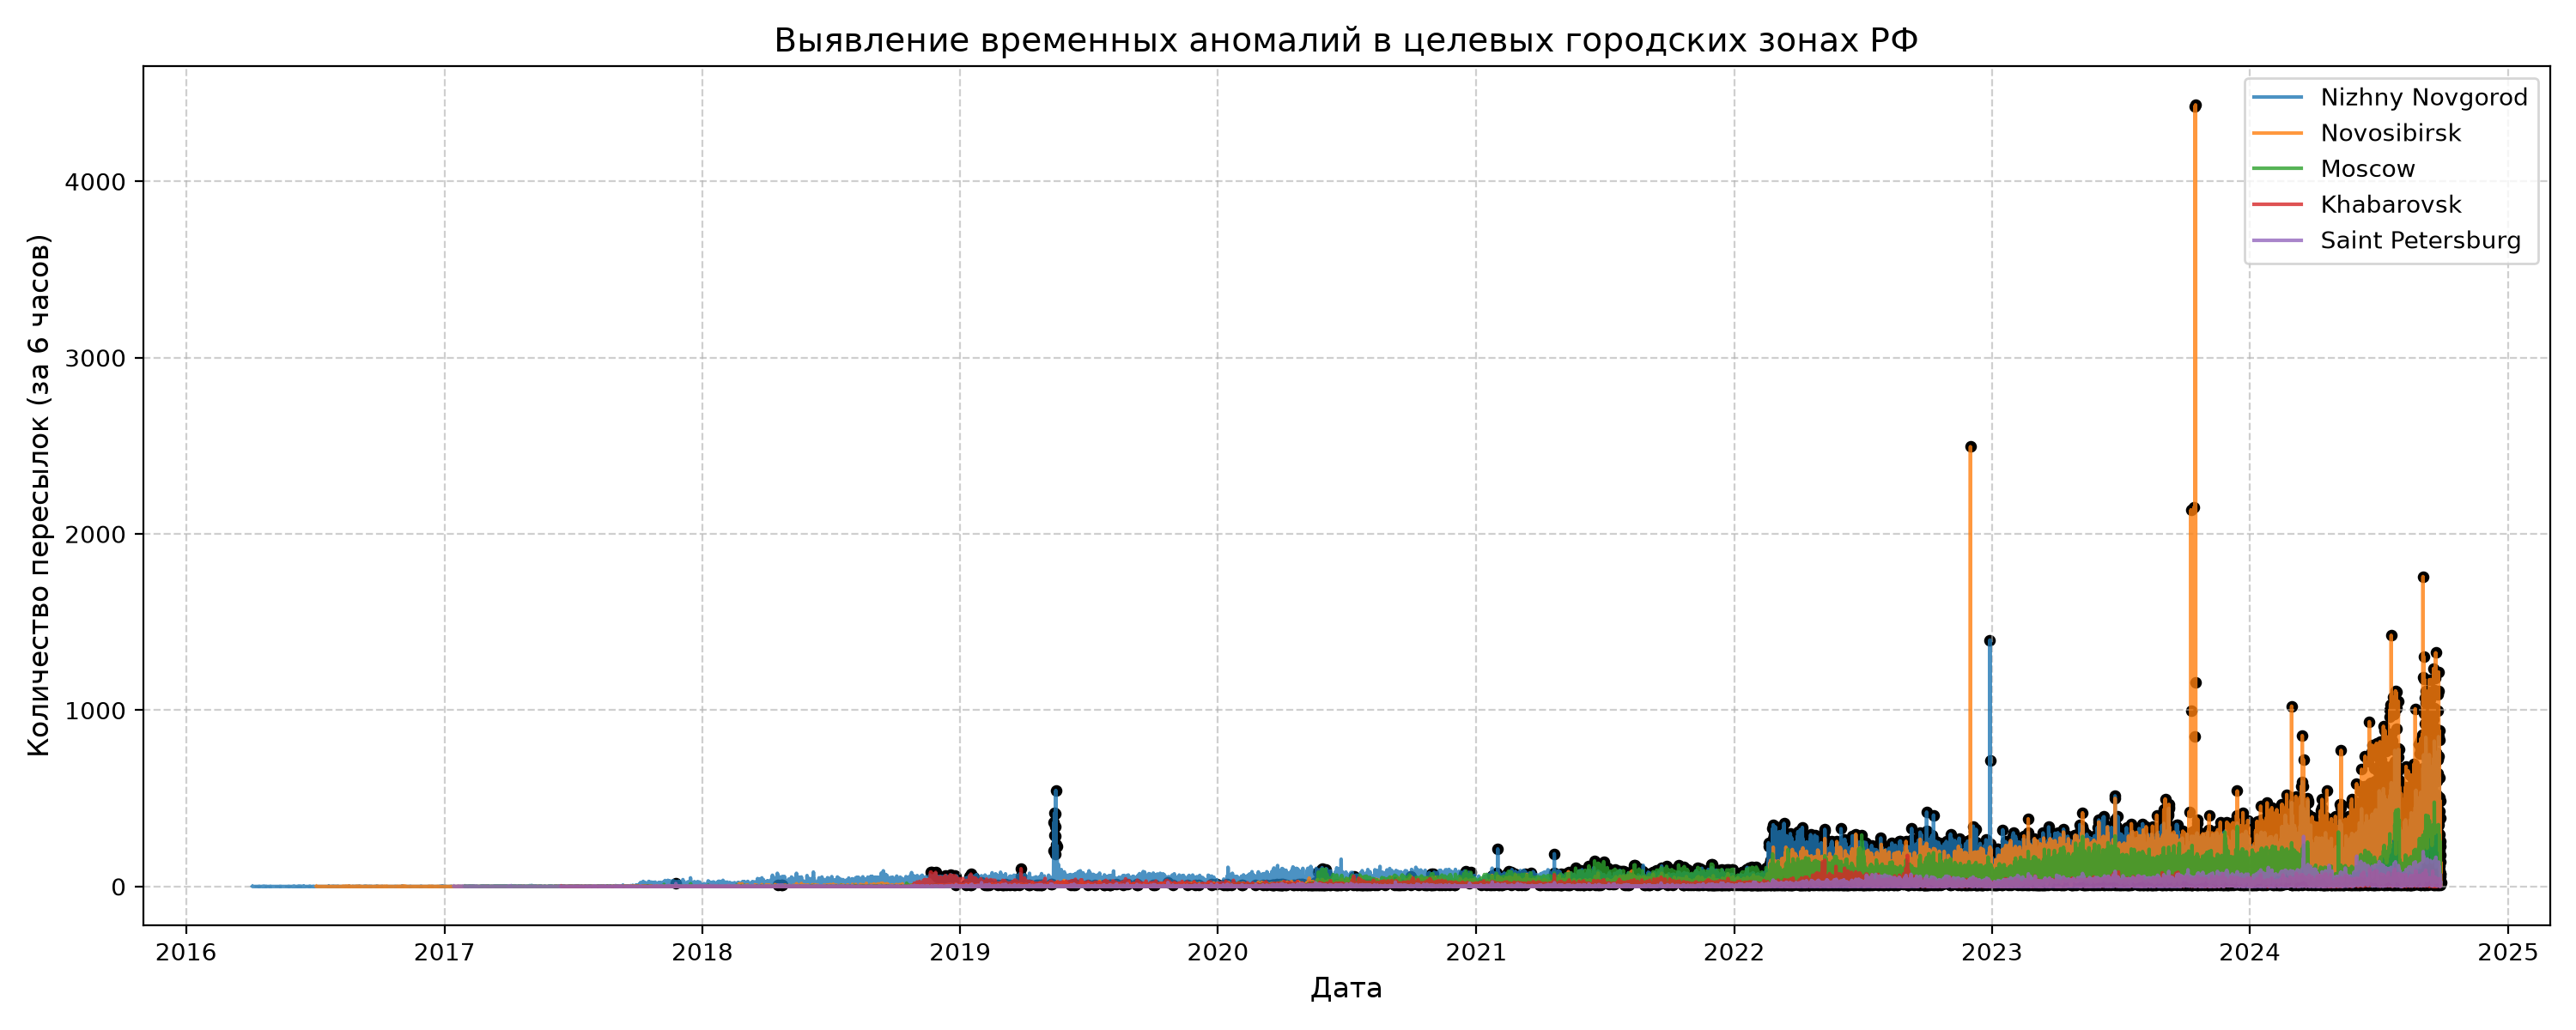 Выявление временных аномалий в целевых городских зонах РФ
Количество пересылок (за 6 часов)
4000
3000
2000
1000
0
Nizhny Novgorod
Novosibirsk
Moscow
Khabarovsk
Saint Petersburg
2016 2017 2018 2019 2020 2021 2022 2023 2024 2025
Дата